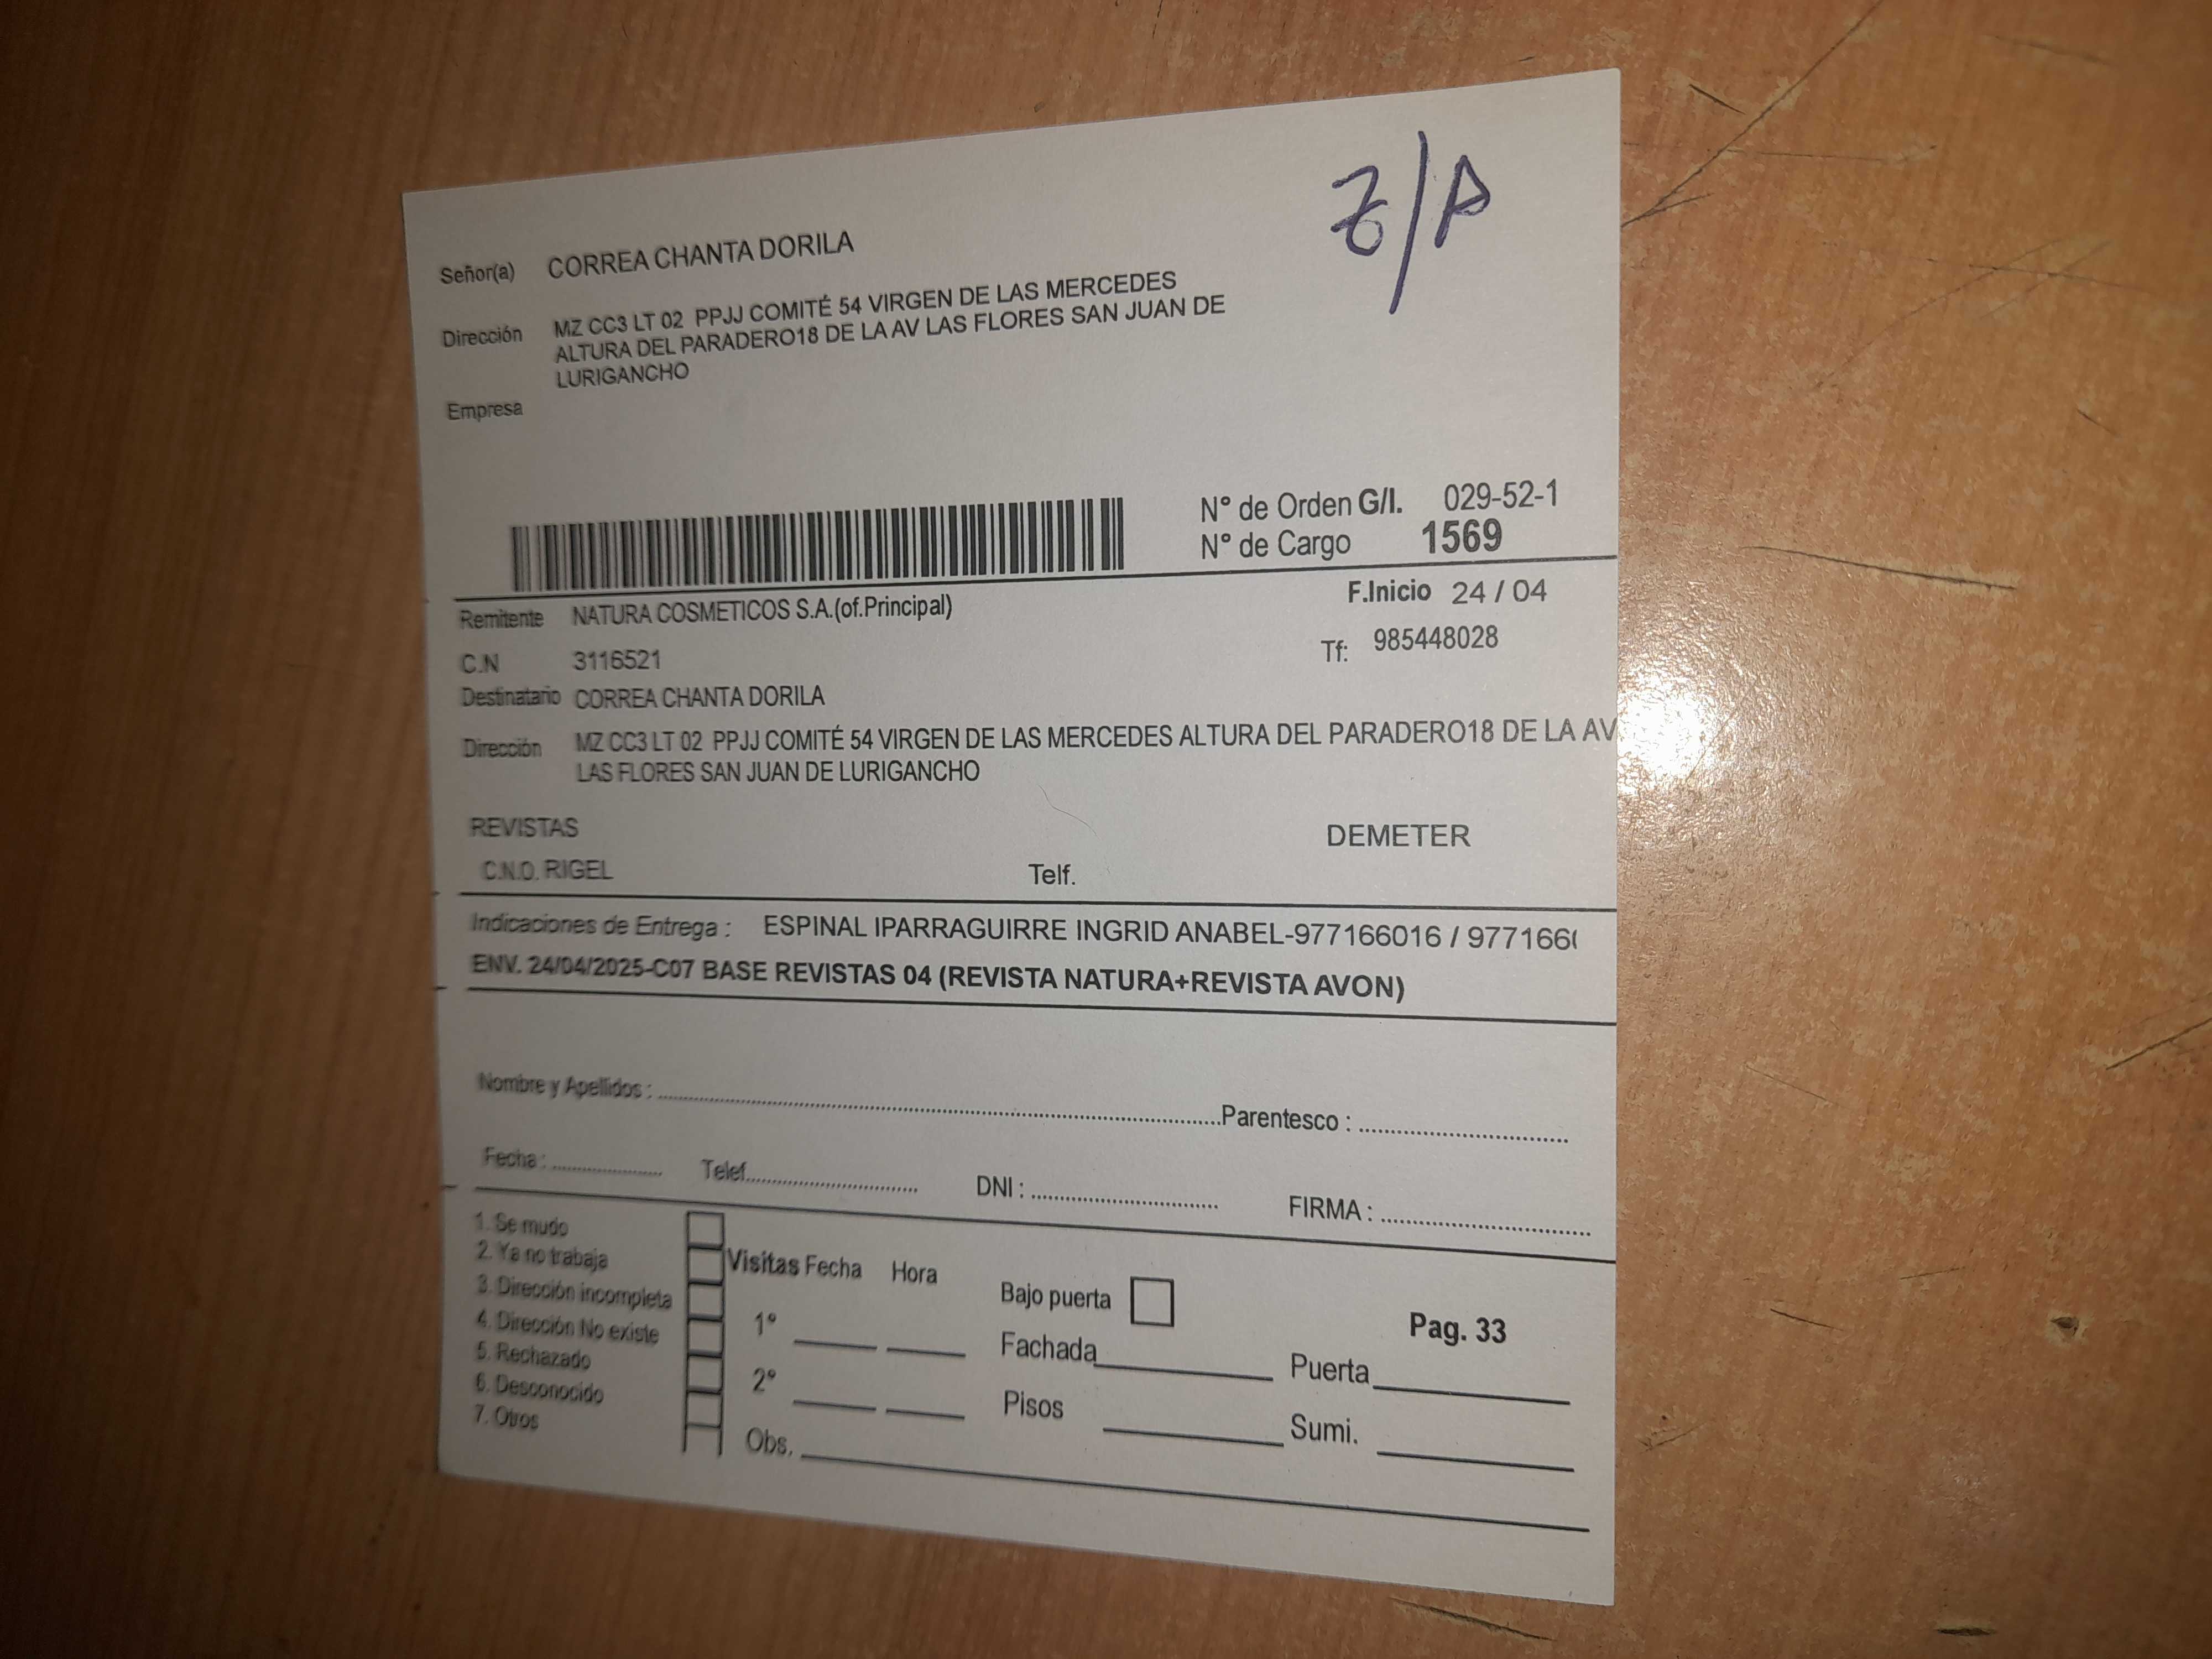 Z/P
Señor(a) CORREA CHANTA DORILA
Dirección MZ CC3 LT 02 PPJJ COMITÉ 54 VIRGEN DE LAS MERCEDES
ALTURA DEL PARADERO18 DE LA AV LAS FLORES SAN JUAN DE
LURIGANCHO
Empresa
N° de Orden G/I. 029-52-1
N° de Cargo 1569
F.Inicio 24 / 04
Remitente NATURA COSMETICOS S.A.(of.Principal)
Tf: 985448028
C.N 3116521
Destinatario CORREA CHANTA DORILA
Dirección MZ CC3 LT 02 PPJJ COMITÉ 54 VIRGEN DE LAS MERCEDES ALTURA DEL PARADERO18 DE LA AV
LAS FLORES SAN JUAN DE LURIGANCHO
REVISTAS DEMETER
C.N.O. RIGEL Telf.
Indicaciones de Entrega : ESPINAL IPARRAGUIRRE INGRID ANABEL-977166016 / 977166(
ENV. 24/04/2025-C07 BASE REVISTAS 04 (REVISTA NATURA+REVISTA AVON)
Nombre y Apellidos : Parentesco :
Fecha : Telef. DNI : FIRMA :
1. Se mudo
2. Ya no trabaja
3. Dirección incompleta
4. Dirección No existe
5. Rechazado
6. Desconocido
7. Otros
Visitas Fecha Hora
1°
2°
Obs.
Bajo puerta
Pag. 33
Fachada Puerta
Pisos Sumi.